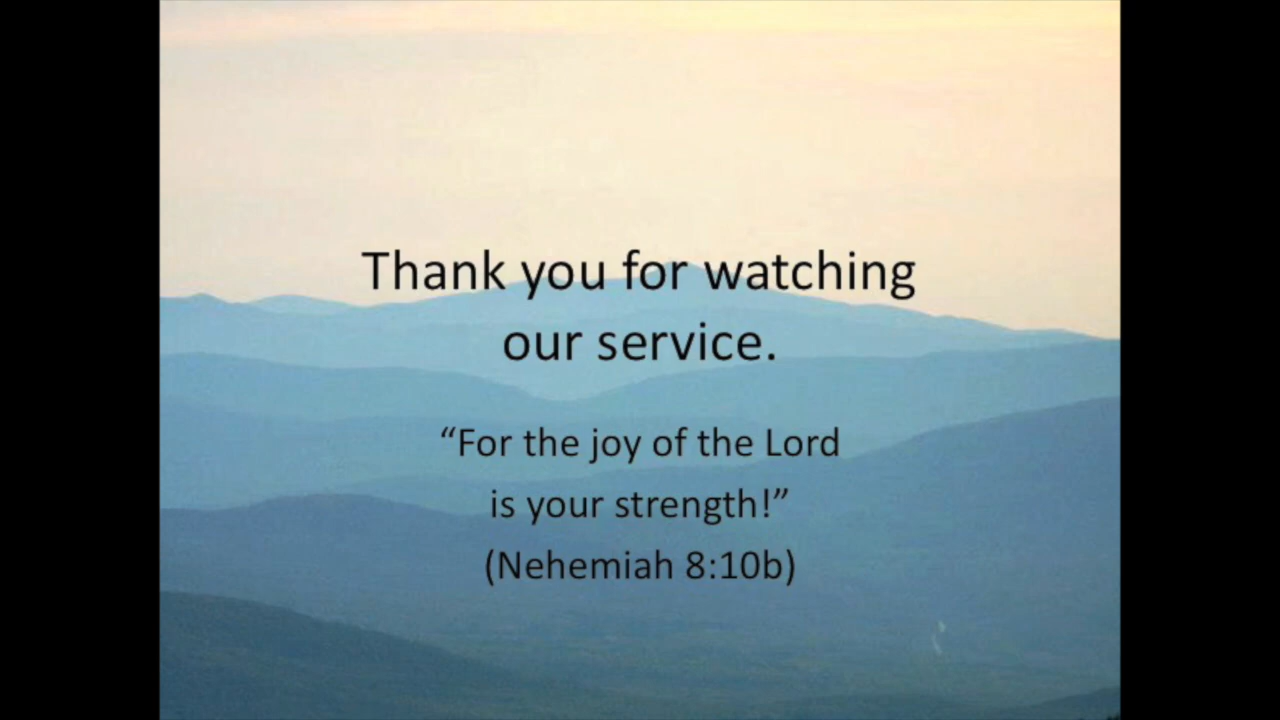 Thank you for watching
our service.
“For the joy of the Lord
is your strength!”
(Nehemiah 8:10b)